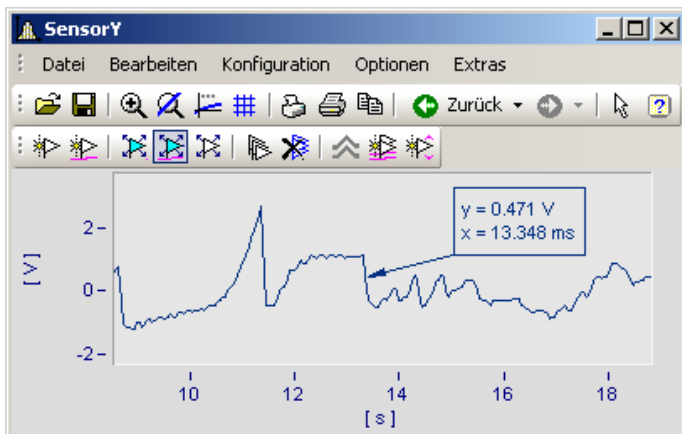 SensorY
Datei Bearbeiten Konfiguration Optionen Extras
Zurück
y = 0.471 V
x = 13.348 ms
[V]
2
0
-2
10 12 14 16 18
[s]